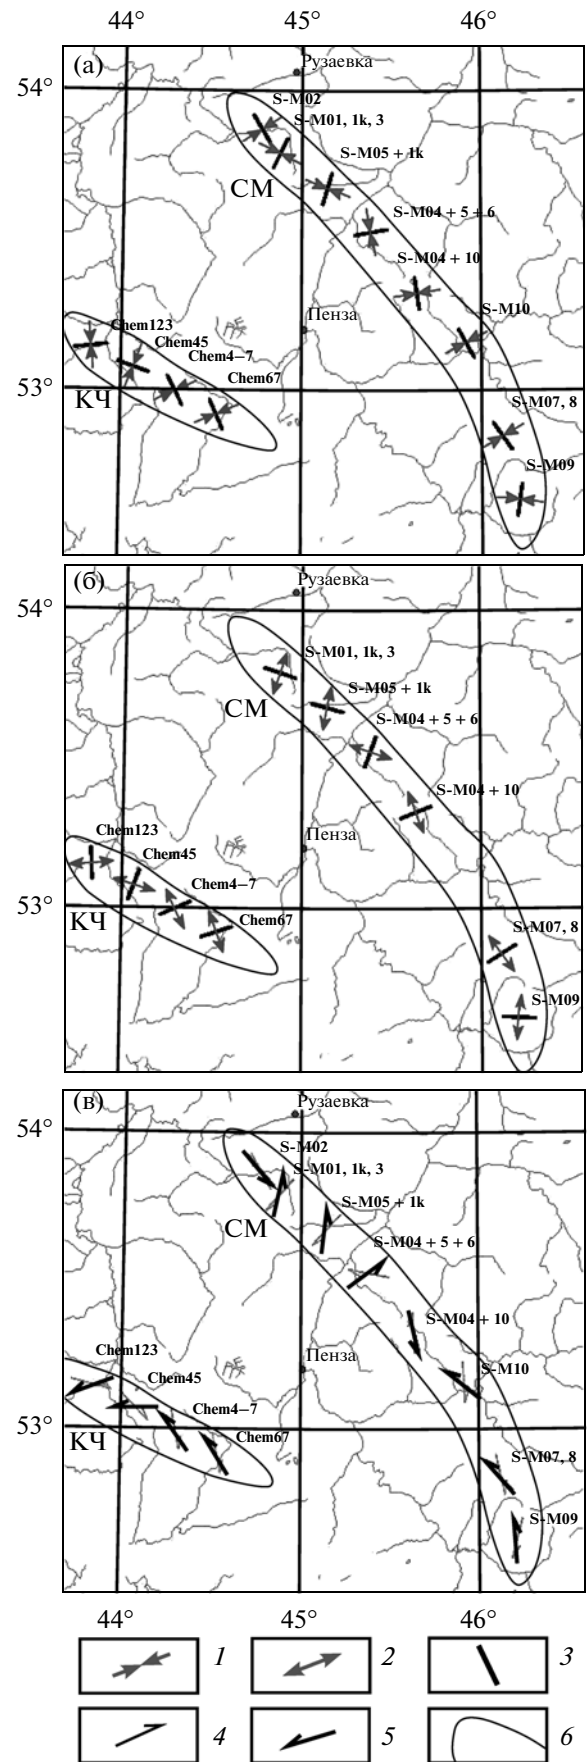 44° 45° 46°
(а)
Рузаевка
54°
S-M02
S-M01, 1k, 3
S-M05 + 1k
СМ
S-M04 + 5 + 6
S-M04 + 10
Пенза
S-M10
Chem123
Chem45
Chem4–7
Chem67
53°
КЧ
S-M07, 8
S-M09
(б)
Рузаевка
54°
S-M01, 1k, 3
S-M05 + 1k
СМ
S-M04 + 5 + 6
S-M04 + 10
Пенза
Chem123
Chem45
Chem4–7
Chem67
53°
КЧ
S-M07, 8
S-M09
(в)
Рузаевка
54°
S-M02
S-M01, 1k, 3
S-M05 + 1k
СМ
S-M04 + 5 + 6
S-M04 + 10
Пенза
S-M10
Chem123
Chem45
Chem4–7
Chem67
53°
КЧ
S-M07, 8
S-M09
44° 45° 46°
1 2 3
4 5 6